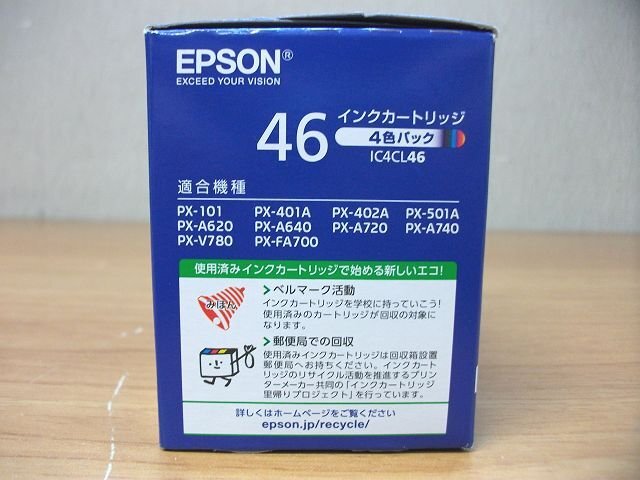 EPSON®
EXCEED YOUR VISION
46 インクカートリッジ
4色パック
IC4CL46
適合機種
PX-101 PX-401A PX-402A PX-501A
PX-A620 PX-A640 PX-A720 PX-A740
PX-V780 PX-FA700
使用済みインクカートリッジで始める新しいエコ!
みほん
ベルマーク活動
インクカートリッジを学校に持っていこう!
使用済みのカートリッジが回収の対象に
なります。
郵便局での回収
使用済みインクカートリッジは回収箱設置
郵便局へお持ちください。インクカート
リッジのリサイクル活動を推進するプリン
ターメーカー共同の「インクカートリッジ
里帰りプロジェクト」を行っています。
詳しくはホームページをご覧ください
epson.jp/recycle/